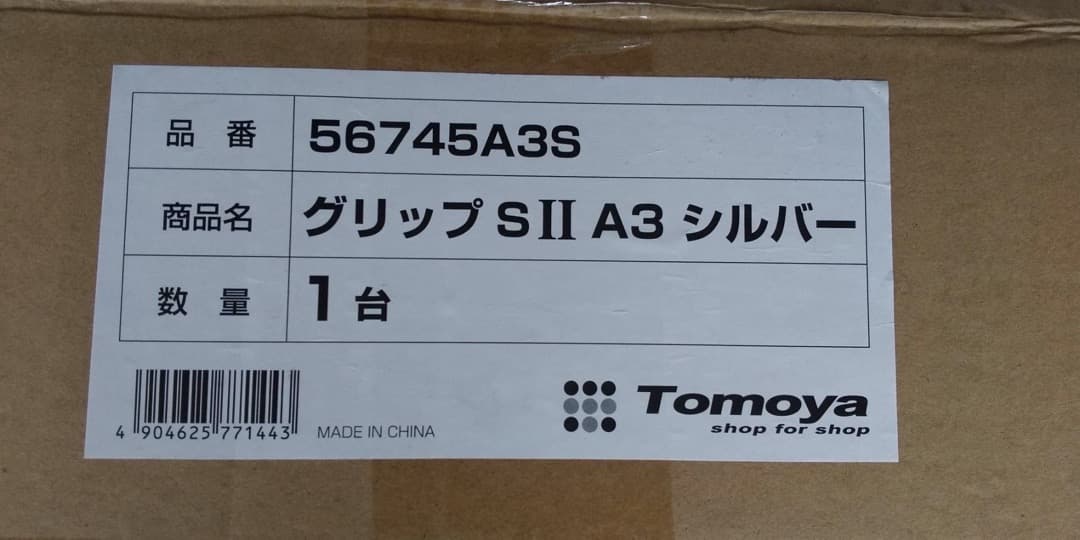 品 番 56745A3S
商品名 グリップ SⅡ A3 シルバー
数 量 1 台
4 904625 771443 MADE IN CHINA
Tomoya
shop for shop